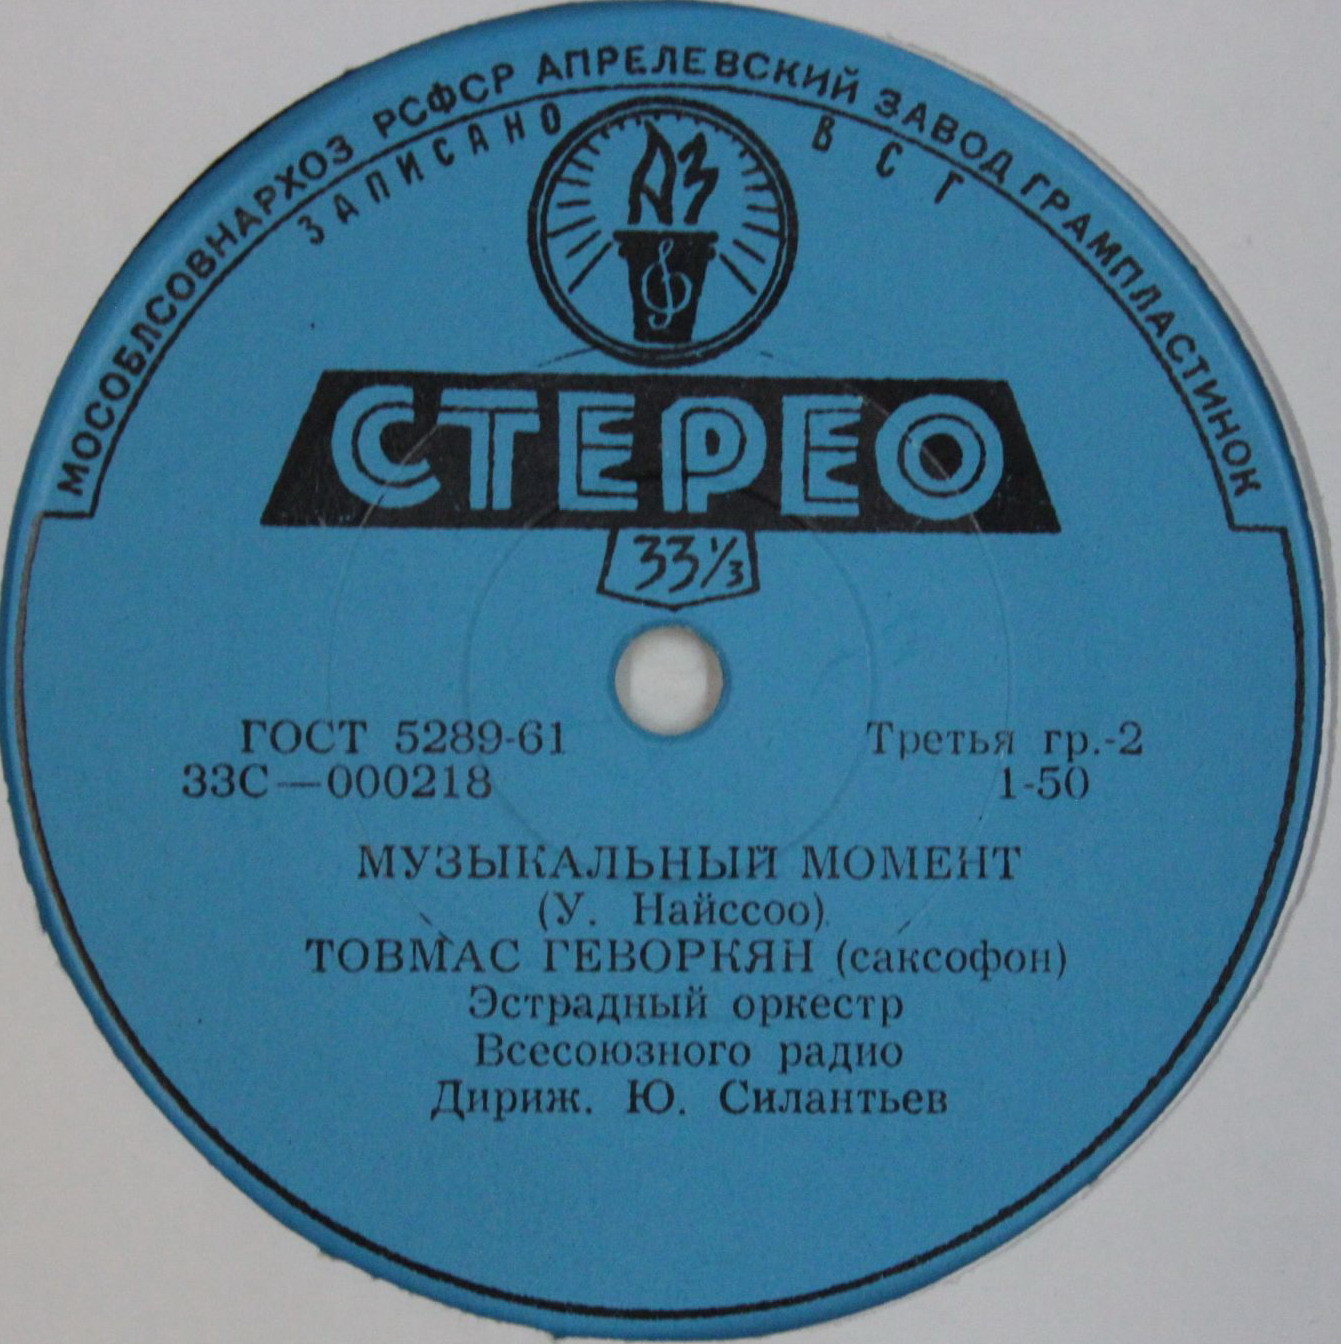 МОСОБЛСОВНАРХОЗ РСФСР АПРЕЛЕВСКИЙ ЗАВОД ГРАМПЛАСТИНОК
ЗАПИСАНО В С Г
АЗ
СТЕРЕО
33⅓
ГОСТ 5289-61 Третья гр.-2
33С—000218 1-50
МУЗЫКАЛЬНЫЙ МОМЕНТ
(У. Найссоо)
ТОВМАС ГЕВОРКЯН (саксофон)
Эстрадный оркестр
Всесоюзного радио
Дириж. Ю. Силантьев